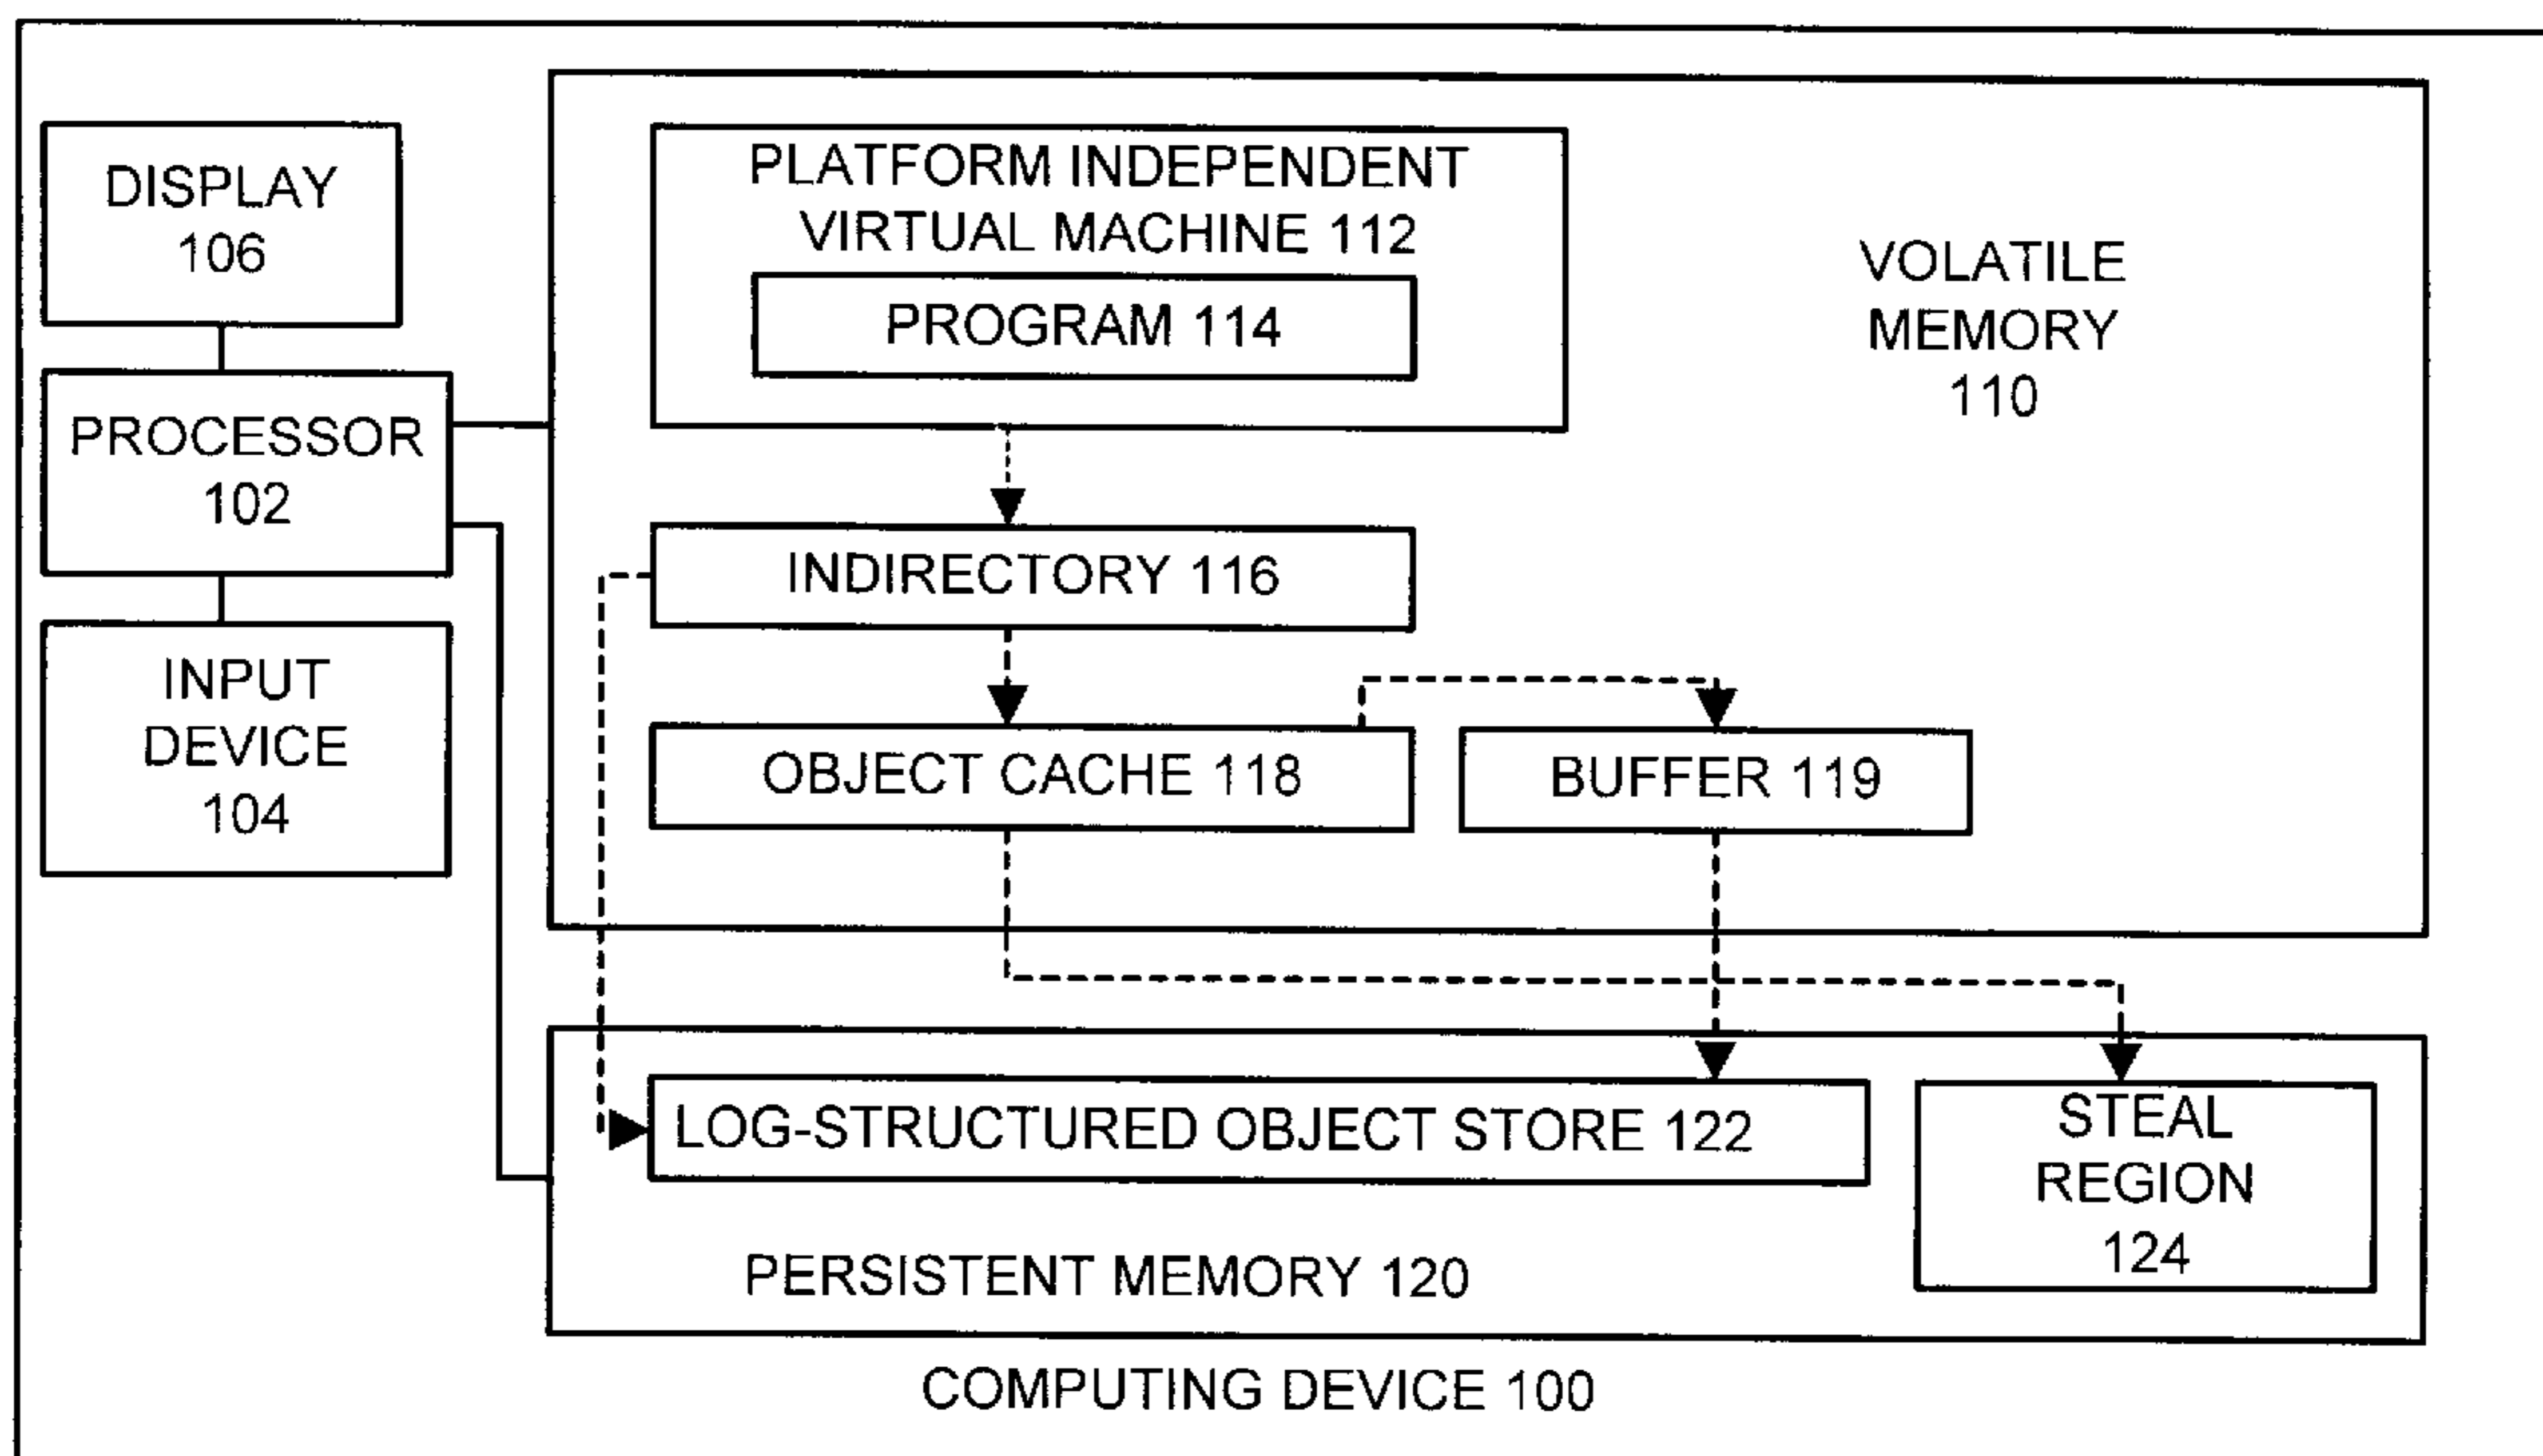 DISPLAY
106
PROCESSOR
102
INPUT
DEVICE
104
PLATFORM INDEPENDENT
VIRTUAL MACHINE 112
PROGRAM 114
VOLATILE
MEMORY
110
INDIRECTORY 116
OBJECT CACHE 118
BUFFER 119
LOG-STRUCTURED OBJECT STORE 122
STEAL
REGION
124
PERSISTENT MEMORY 120
COMPUTING DEVICE 100